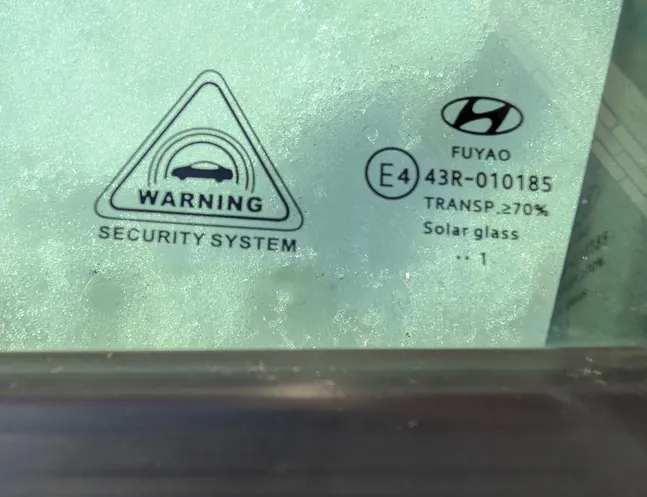 WARNING
SECURITY SYSTEM
FUYAO
E4 43R-010185
TRANSP.≥70%
Solar glass
·· 1